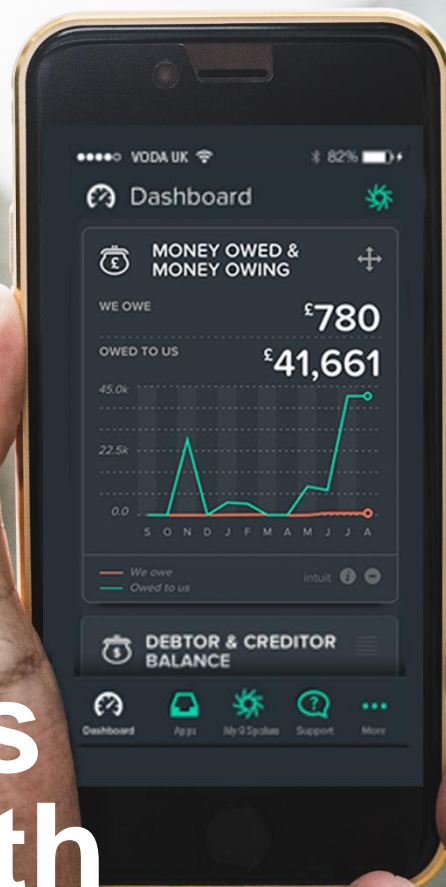 VODA UK
82%
Dashboard
MONEY OWED &
MONEY OWING
WE OWE
£780
OWED TO US
£41,661
45.0k
22.5k
0.0
S O N D J F M A M J J A
We owe
Owed to us
Intuit
DEBTOR & CREDITOR
BALANCE
Dashboard Apps My 9 Spokes Support More
s
th